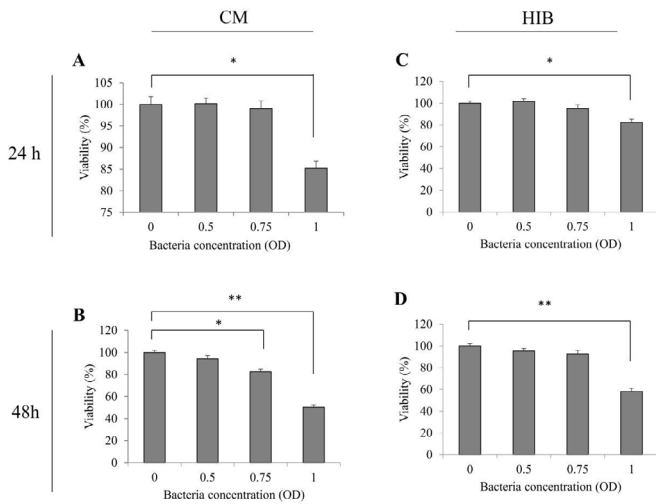 CM
HIB
24 h
A
*
Viability (%)
105
100
95
90
85
80
75
0 0.5 0.75 1
Bacteria concentration (OD)
C
*
Viability (%)
120
100
80
60
40
20
0
0 0.5 0.75 1
Bacteria concentration (OD)
48h
B
**
*
Viability (%)
120
100
80
60
40
20
0
0 0.5 0.75 1
Bacteria concentration (OD)
D
**
Viability (%)
120
100
80
60
40
20
0
0 0.5 0.75 1
Bacteria concentration (OD)